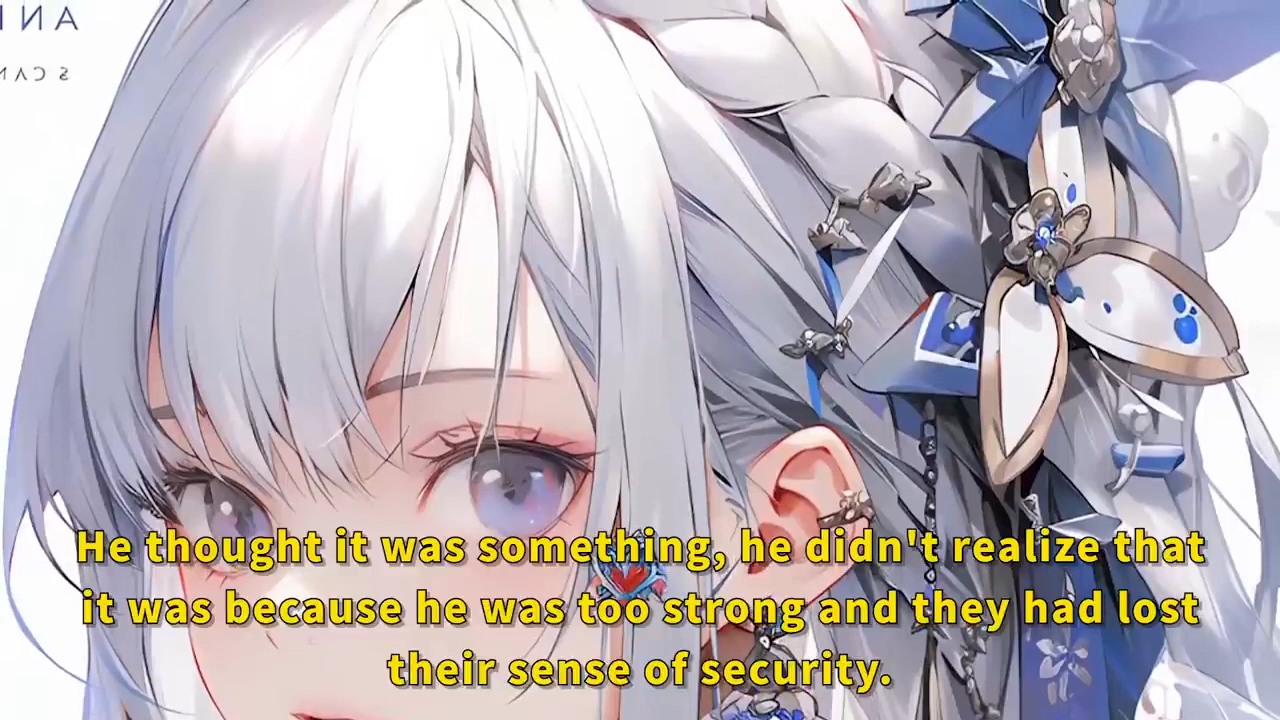 He thought it was something, he didn't realize that
it was because he was too strong and they had lost
their sense of security.